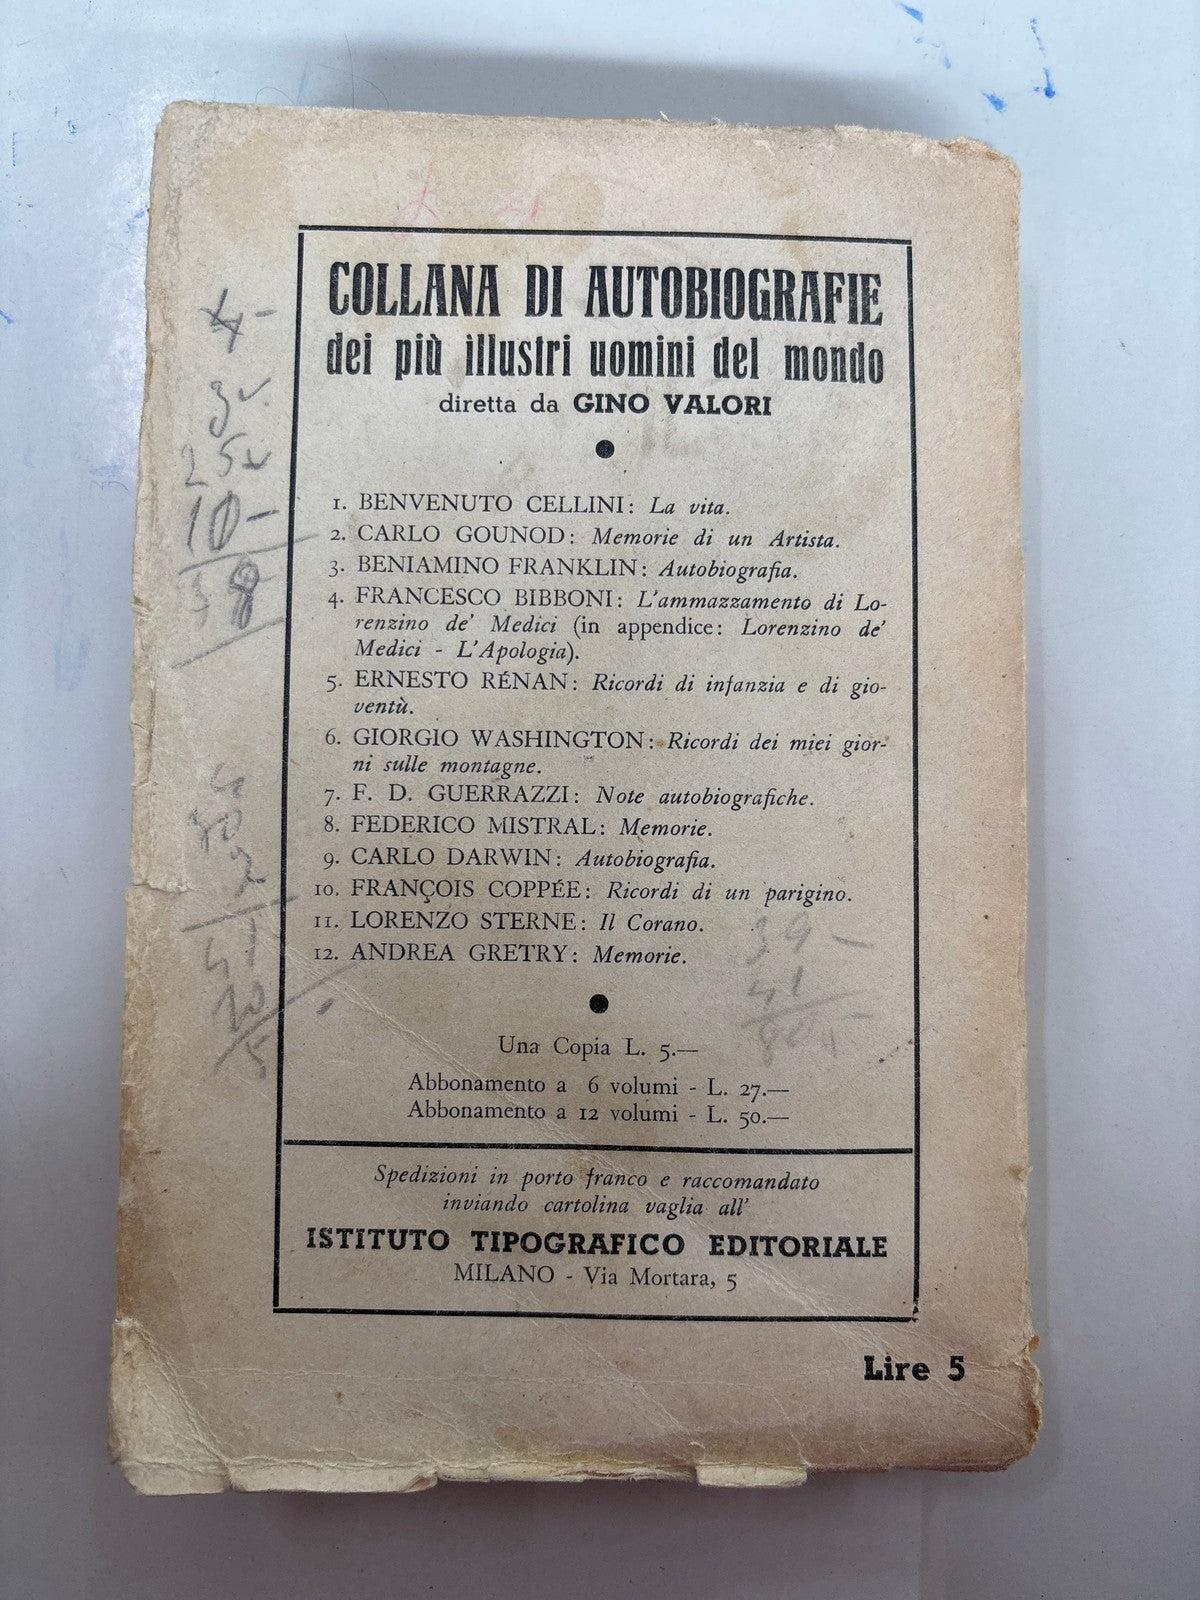 COLLANA DI AUTOBIOGRAFIE
dei più illustri uomini del mondo
diretta da GINO VALORI
1. BENVENUTO CELLINI: La vita.
2. CARLO GOUNOD: Memorie di un Artista.
3. BENIAMINO FRANKLIN: Autobiografia.
4. FRANCESCO BIBBONI: L'ammazzamento di Lo-
renzino de' Medici (in appendice: Lorenzino de'
Medici - L'Apologia).
5. ERNESTO RÉNAN: Ricordi di infanzia e di gio-
ventù.
6. GIORGIO WASHINGTON: Ricordi dei miei gior-
ni sulle montagne.
7. F. D. GUERRAZZI: Note autobiografiche.
8. FEDERICO MISTRAL: Memorie.
9. CARLO DARWIN: Autobiografia.
10. FRANÇOIS COPPÉE: Ricordi di un parigino.
11. LORENZO STERNE: Il Corano.
12. ANDREA GRETRY: Memorie.
Una Copia L. 5.—
Abbonamento a 6 volumi - L. 27.—
Abbonamento a 12 volumi - L. 50.—
Spedizioni in porto franco e raccomandato
inviando cartolina vaglia all'
ISTITUTO TIPOGRAFICO EDITORIALE
MILANO - Via Mortara, 5
Lire 5
10-
38
39-
41